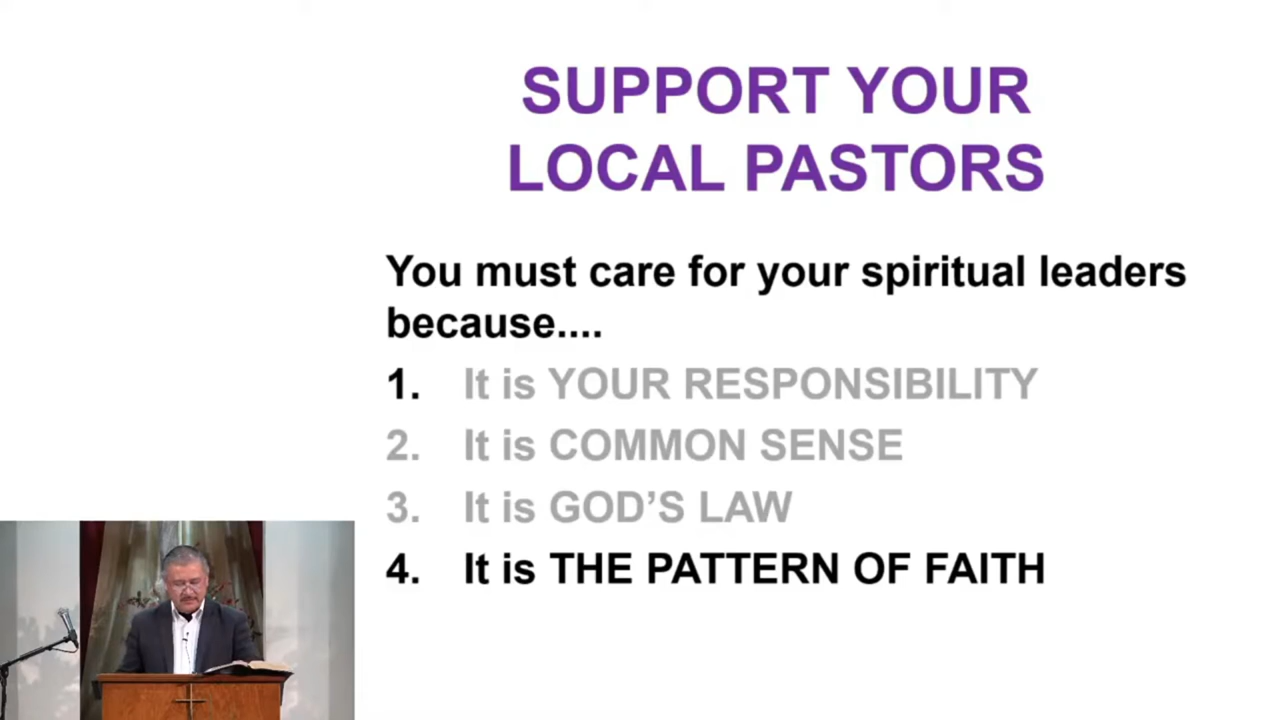 SUPPORT YOUR
LOCAL PASTORS
You must care for your spiritual leaders
because....
1. It is YOUR RESPONSIBILITY
2. It is COMMON SENSE
3. It is GOD'S LAW
4. It is THE PATTERN OF FAITH